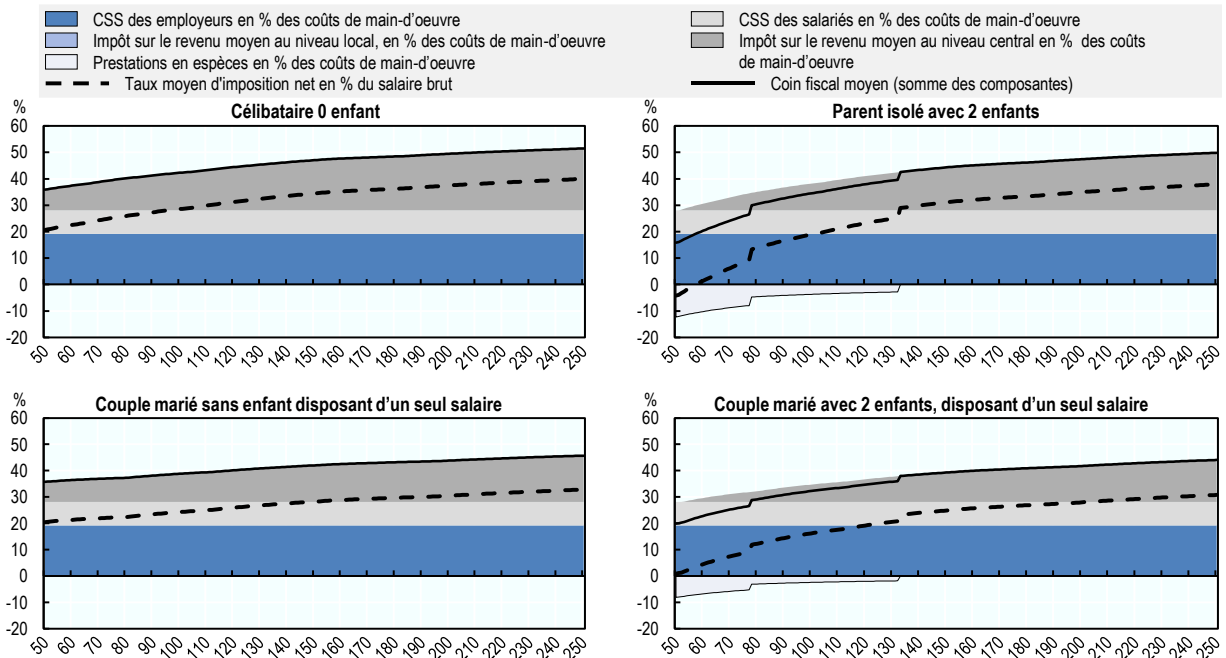 CSS des employeurs en % des coûts de main-d'oeuvre
Impôt sur le revenu moyen au niveau local, en % des coûts de main-d'oeuvre
Prestations en espèces en % des coûts de main-d'oeuvre
Taux moyen d'imposition net en % du salaire brut
CSS des salariés en % des coûts de main-d'oeuvre
Impôt sur le revenu moyen au niveau central en % des coûts
de main-d'oeuvre
Coin fiscal moyen (somme des composantes)
Célibataire 0 enfant
%
60
50
40
30
20
10
0
-10
-20
50 60 70 80 90 100 110 120 130 140 150 160 170 180 190 200 210 220 230 240 250
Parent isolé avec 2 enfants
%
60
50
40
30
20
10
0
-10
-20
50 60 70 80 90 100 110 120 130 140 150 160 170 180 190 200 210 220 230 240 250
Couple marié sans enfant disposant d'un seul salaire
%
60
50
40
30
20
10
0
-10
-20
50 60 70 80 90 100 110 120 130 140 150 160 170 180 190 200 210 220 230 240 250
Couple marié avec 2 enfants, disposant d'un seul salaire
%
60
50
40
30
20
10
0
-10
-20
50 60 70 80 90 100 110 120 130 140 150 160 170 180 190 200 210 220 230 240 250